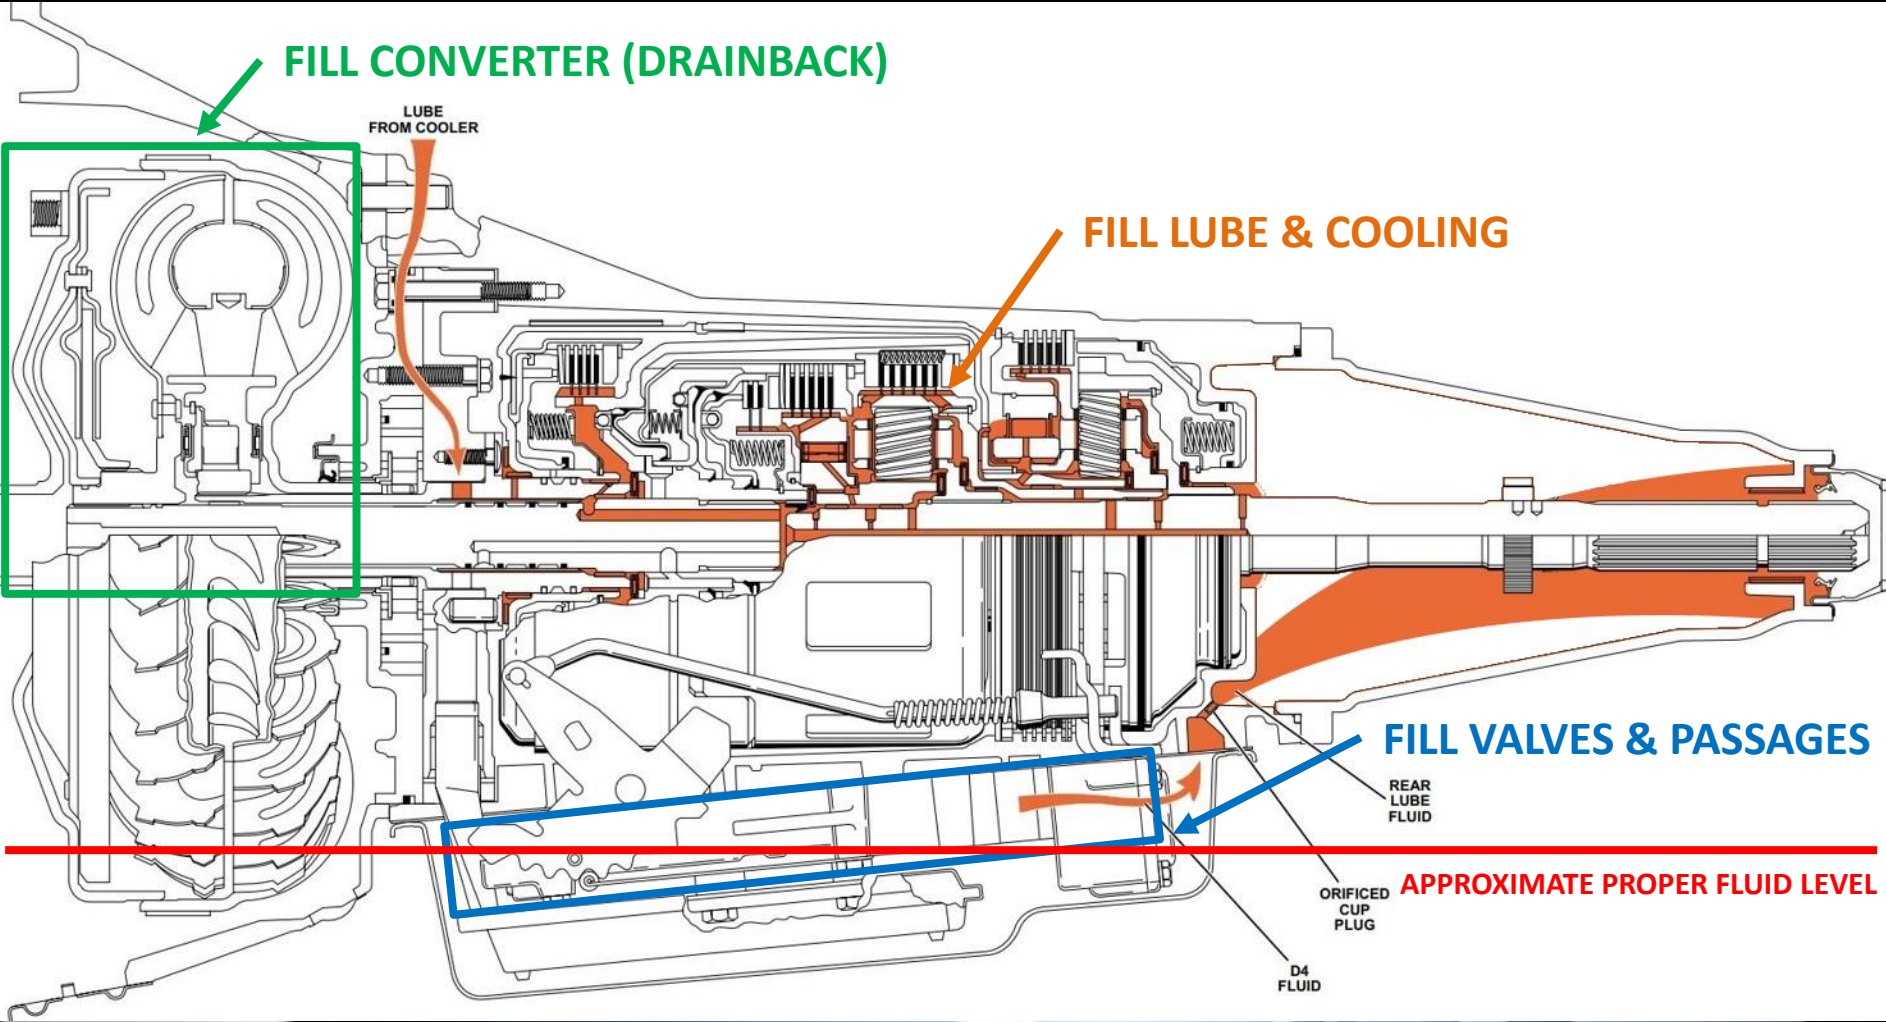 FILL CONVERTER (DRAINBACK)
LUBE
FROM COOLER
FILL LUBE & COOLING
FILL VALVES & PASSAGES
REAR
LUBE
FLUID
APPROXIMATE PROPER FLUID LEVEL
ORIFICED
CUP
PLUG
D4
FLUID